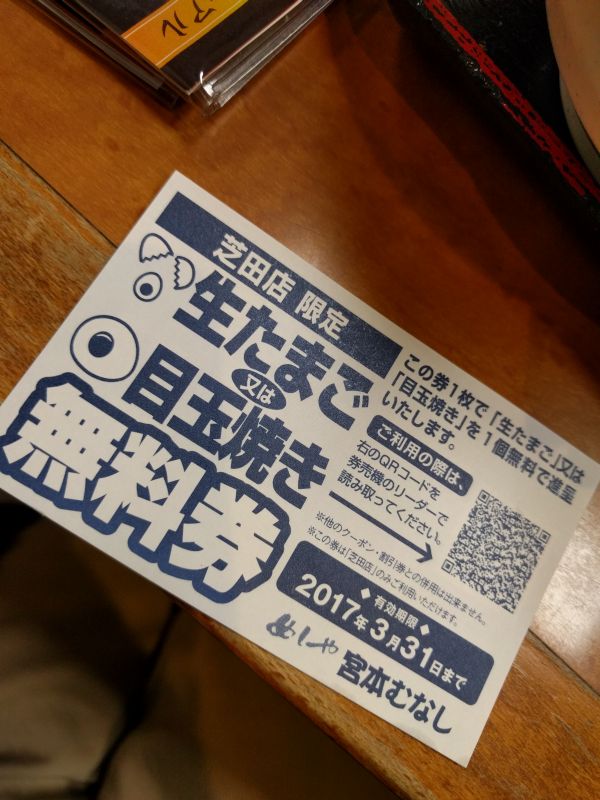 アル
芝田店 限定
生たまご
又は
目玉焼き
無料券
この券1枚で「生たまご」又は
「目玉焼き」を1個無料で進呈
いたします。
ご利用の際は、
右のQRコードを
券売機のリーダーで
読み取ってください。
※他のクーポン・割引券との併用は出来ません。
※この券は「芝田店」のみご利用いただけます。
有効期限
2017年3月31日まで
めしや 宮本むなし